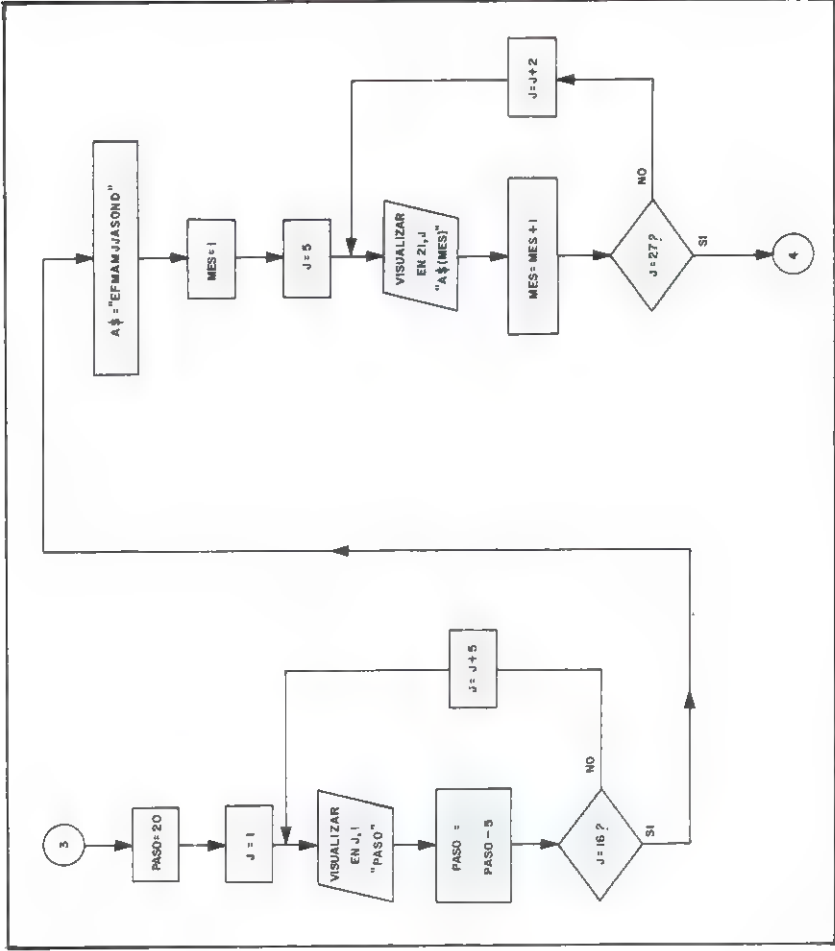 3
PASO=20
J=1
VISUALIZAR
EN J,1
"PASO"
PASO =
PASO-5
J=16?
NO
J=J+5
SI
A$="EFMAMJJASOND"
MES=1
J=5
VISUALIZAR
EN 21,J
"A$(MES)"
MES=MES+1
J=27?
NO
J=J+2
SI
4